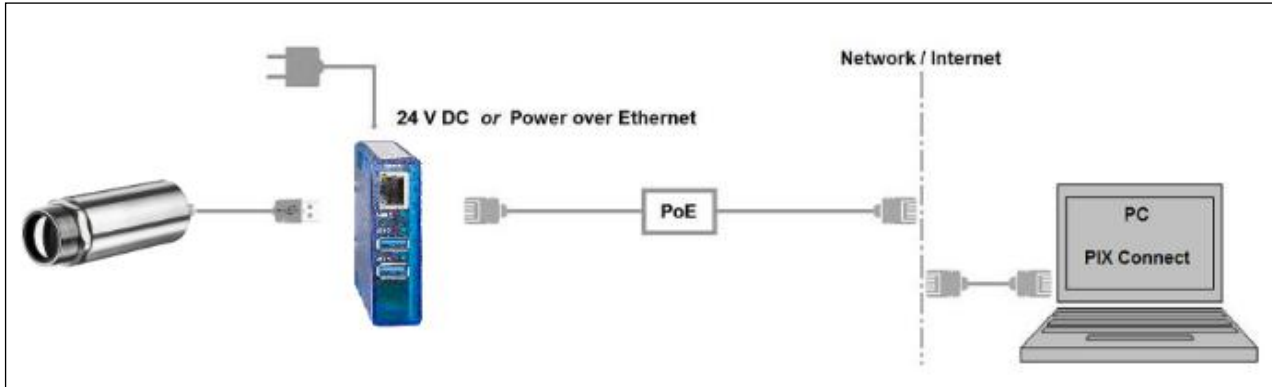 Network / Internet
24 V DC or Power over Ethernet
PoE
PC
PIX Connect